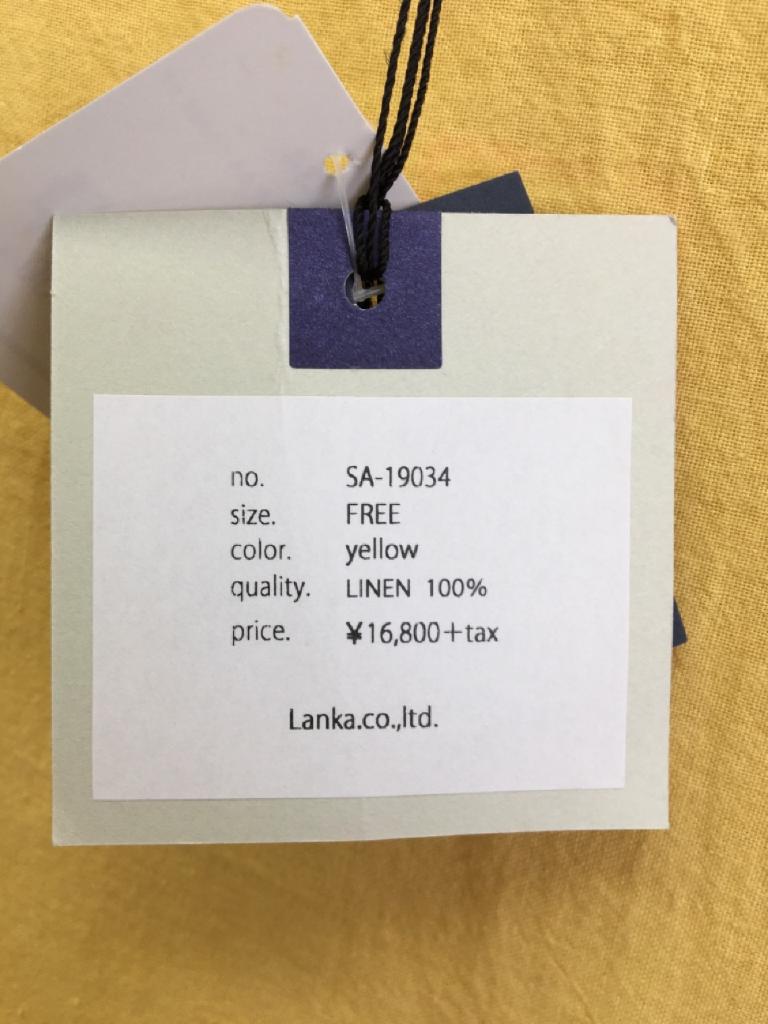 no. SA-19034
size. FREE
color. yellow
quality. LINEN 100%
price. ¥16,800+tax
Lanka.co.,ltd.